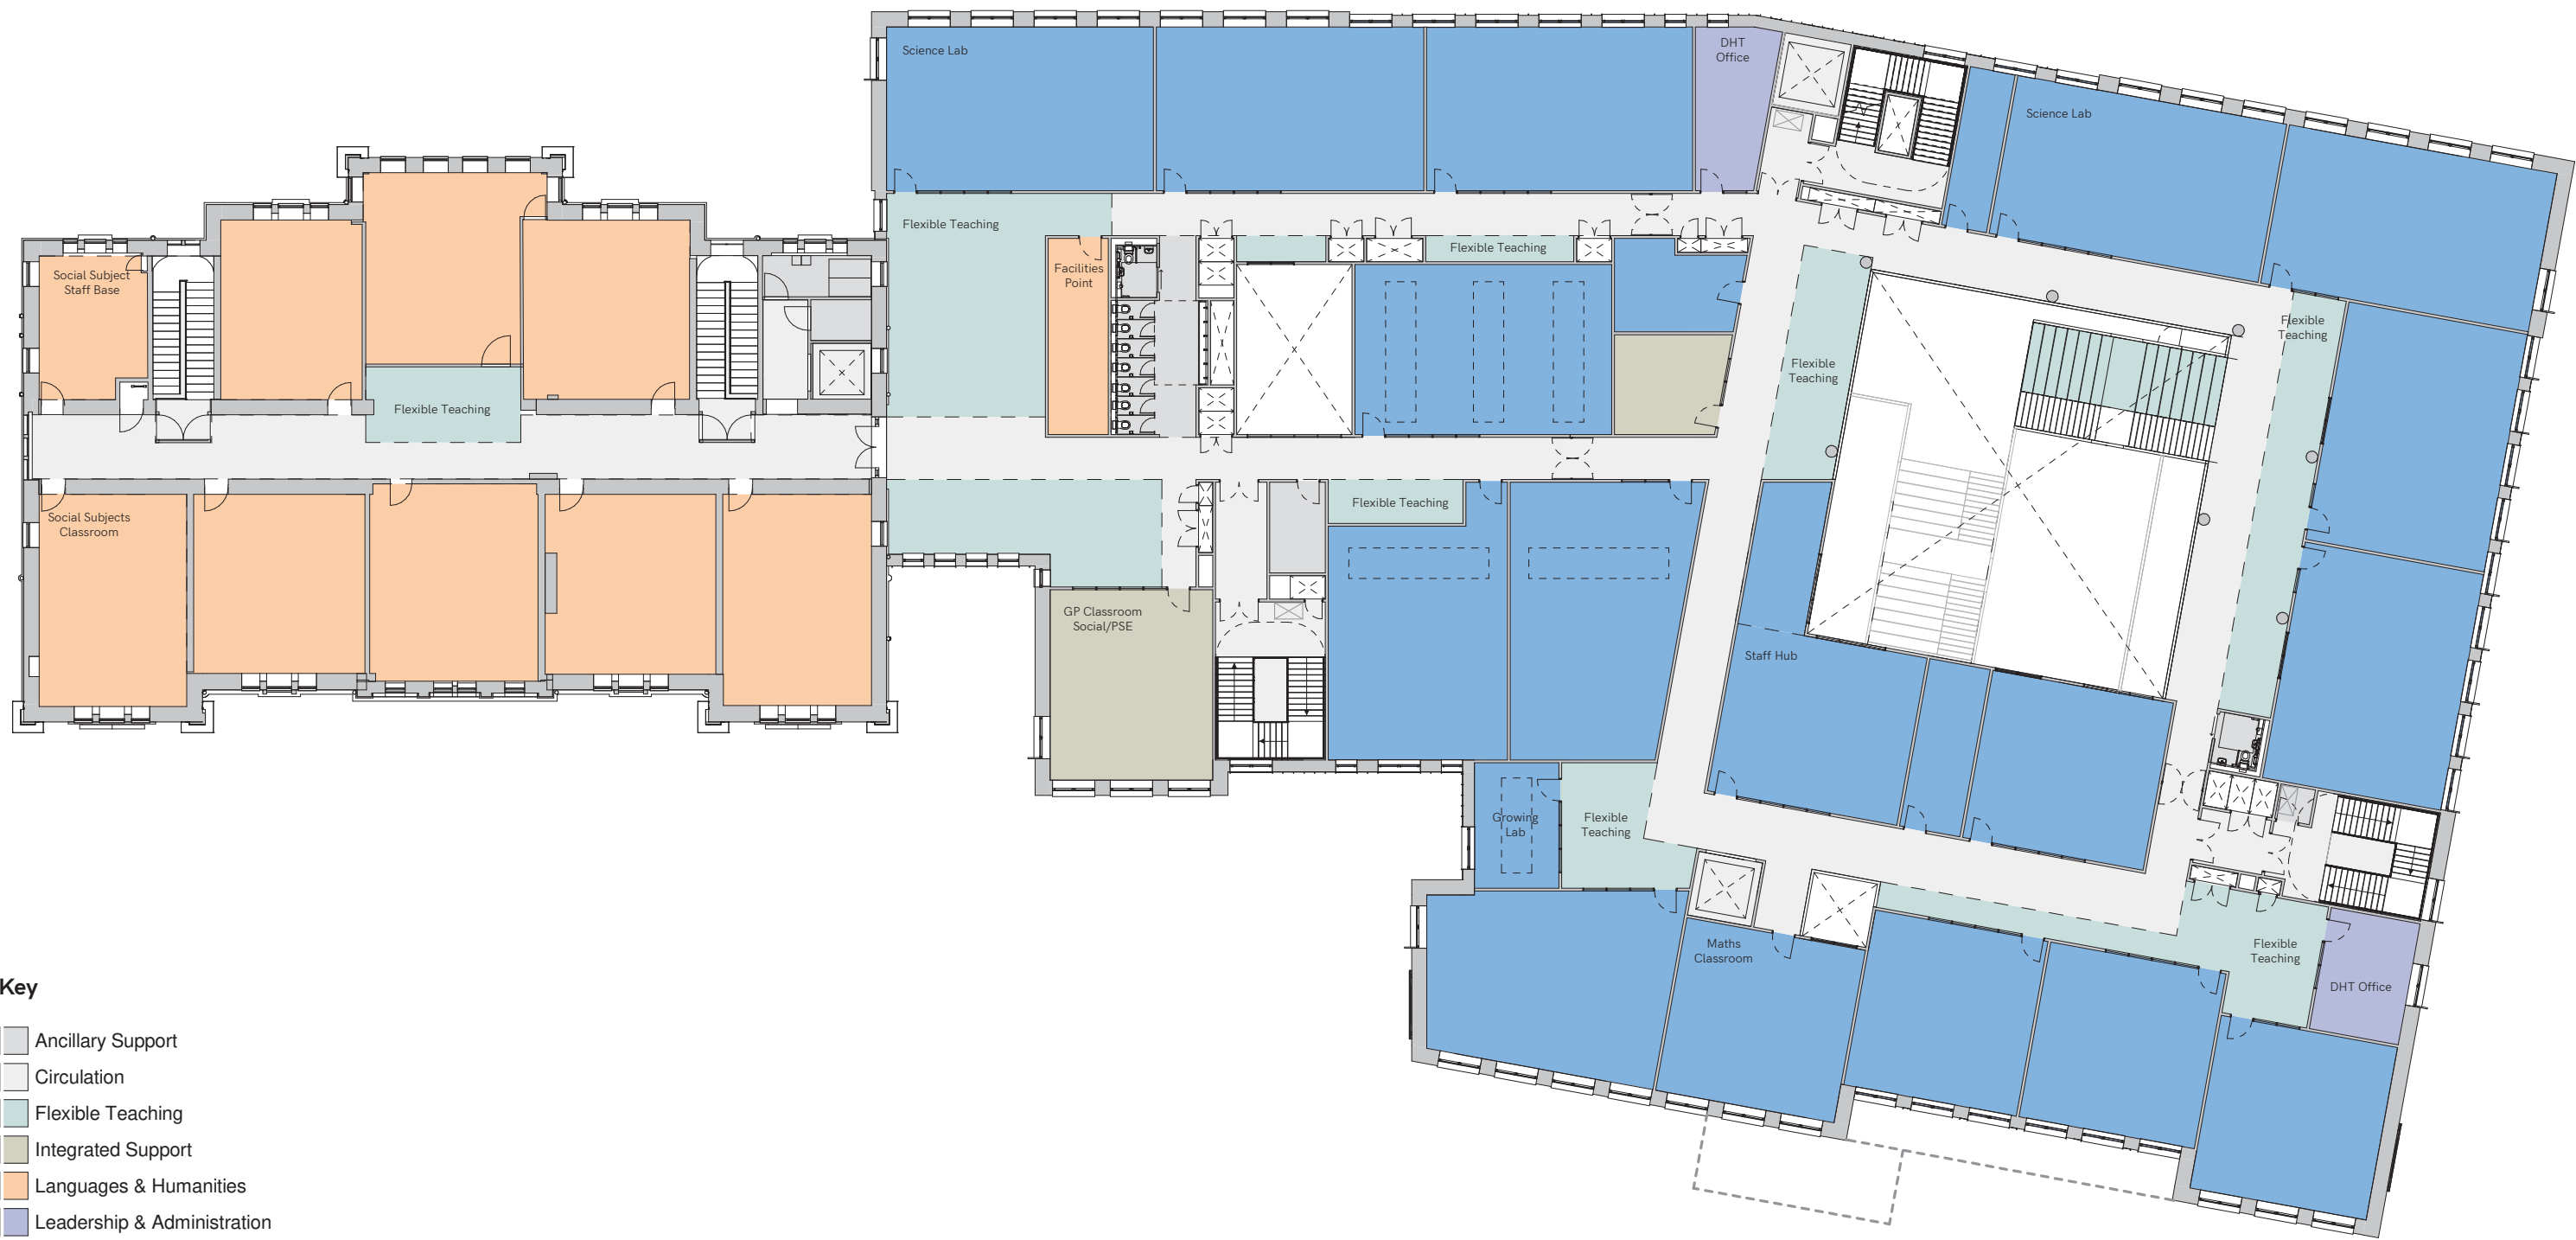 Science Lab
DHT
Office
Science Lab
Flexible Teaching
Flexible Teaching
Social Subject
Staff Base
Facilities
Point
Flexible
Teaching
Flexible
Teaching
Flexible Teaching
Flexible Teaching
Social Subjects
Classroom
GP Classroom
Social/PSE
Staff Hub
Growing
Lab
Flexible
Teaching
Maths
Classroom
Flexible
Teaching
DHT Office
Key
Ancillary Support
Circulation
Flexible Teaching
Integrated Support
Languages & Humanities
Leadership & Administration